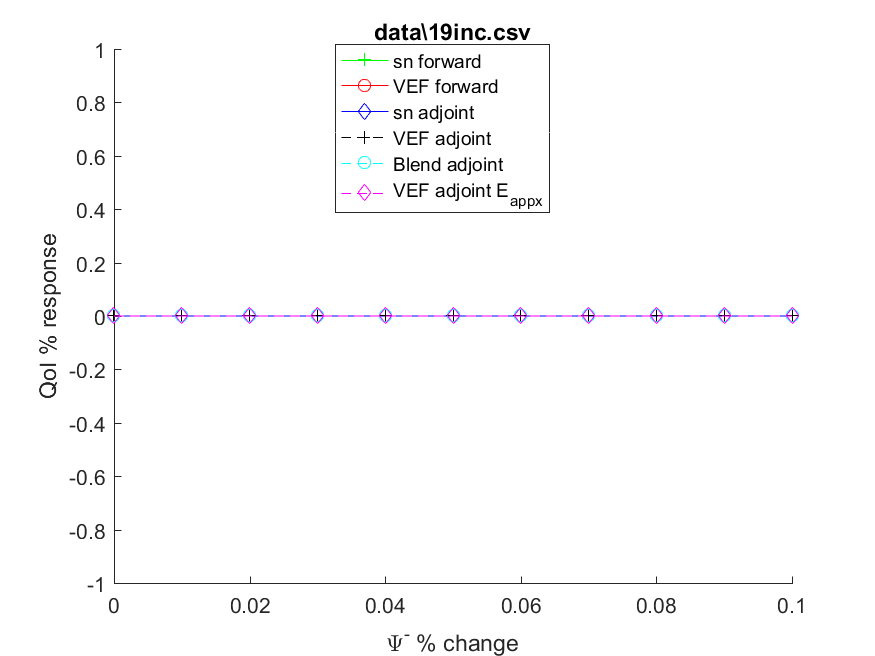 data\19inc.csv
sn forward
VEF forward
sn adjoint
VEF adjoint
Blend adjoint
VEF adjoint E_appx
1
0.8
0.6
0.4
0.2
0
-0.2
-0.4
-0.6
-0.8
-1
QoI % response
0 0.02 0.04 0.06 0.08 0.1
Ψ⁻ % change